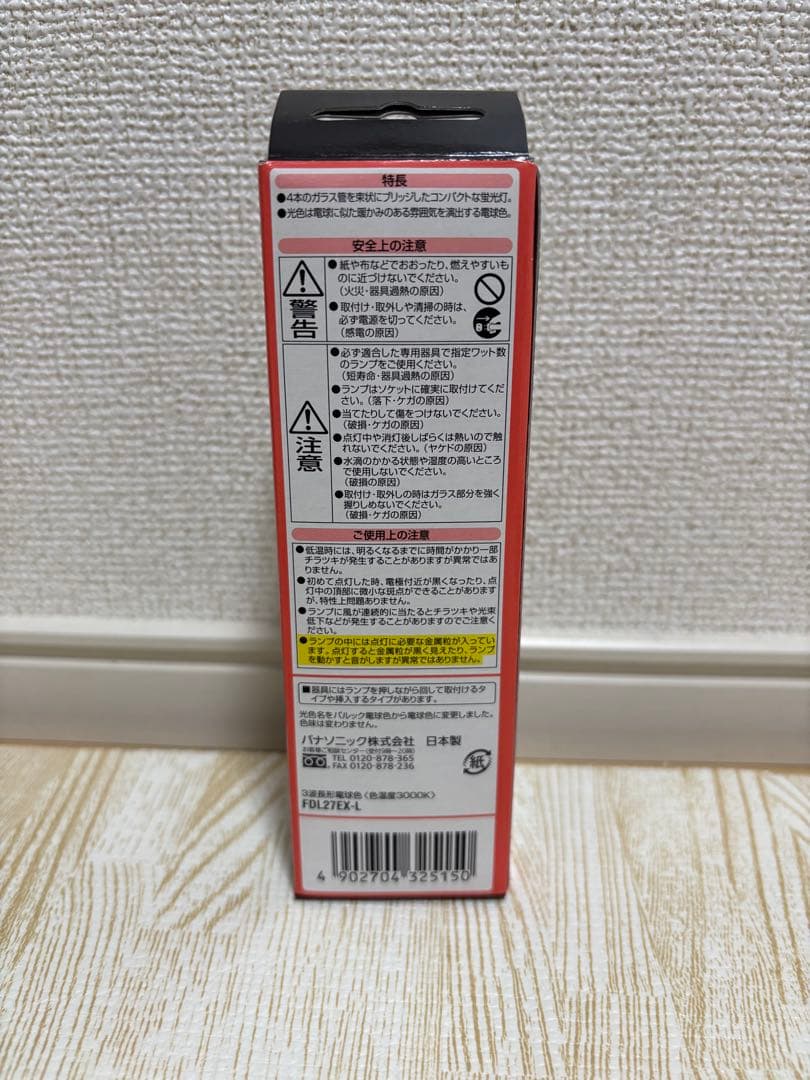 特長
●4本のガラス管を束状にブリッジしたコンパクトな蛍光灯。
●光色は電球に似た暖かみのある雰囲気を演出する電球色。
安全上の注意
警告
●紙や布などでおおったり、燃えやすいも
のに近づけないでください。
(火災・器具過熱の原因)
●取付け・取外しや清掃の時は、
必ず電源を切ってください。
(感電の原因)
注意
●必ず適合した専用器具で指定ワット数
のランプをご使用ください。
(短寿命・器具過熱の原因)
●ランプはソケットに確実に取付けてくだ
さい。(落下・ケガの原因)
●当てたりして傷をつけないでください。
(破損・ケガの原因)
●点灯中や消灯後しばらくは熱いので触
れないでください。(ヤケドの原因)
●水滴のかかる状態や湿度の高いところ
で使用しないでください。
(破損の原因)
●取付け・取外しの時はガラス部分を強く
握りしめないでください。
(破損・ケガの原因)
ご使用上の注意
●低温時には、明るくなるまでに時間がかかり一部
チラツキが発生することがありますが異常ではあ
りません。
●初めて点灯した時、電極付近が黒くなったり、点
灯中の頂部に微小な斑点ができることがあります
が、特性上問題ありません。
●ランプに風が連続的に当たるとチラツキや光束
低下などが発生することがありますのでご注意く
ださい。
●ランプの中には点灯に必要な金属粒が入ってい
ます。点灯すると金属粒が黒く見えたり、ランプ
を動かすと音がしますが異常ではありません。
■器具にはランプを押しながら回して取付けるタ
イプや挿入するタイプがあります。
光色名をパルック電球色から電球色に変更しました。
色味は変わりません。
パナソニック株式会社 日本製
お客様ご相談センター(受付9時~20時)
TEL 0120-878-365
FAX 0120-878-236
紙
3波長形電球色〈色温度3000K〉
FDL27EX-L
4 902704 325150